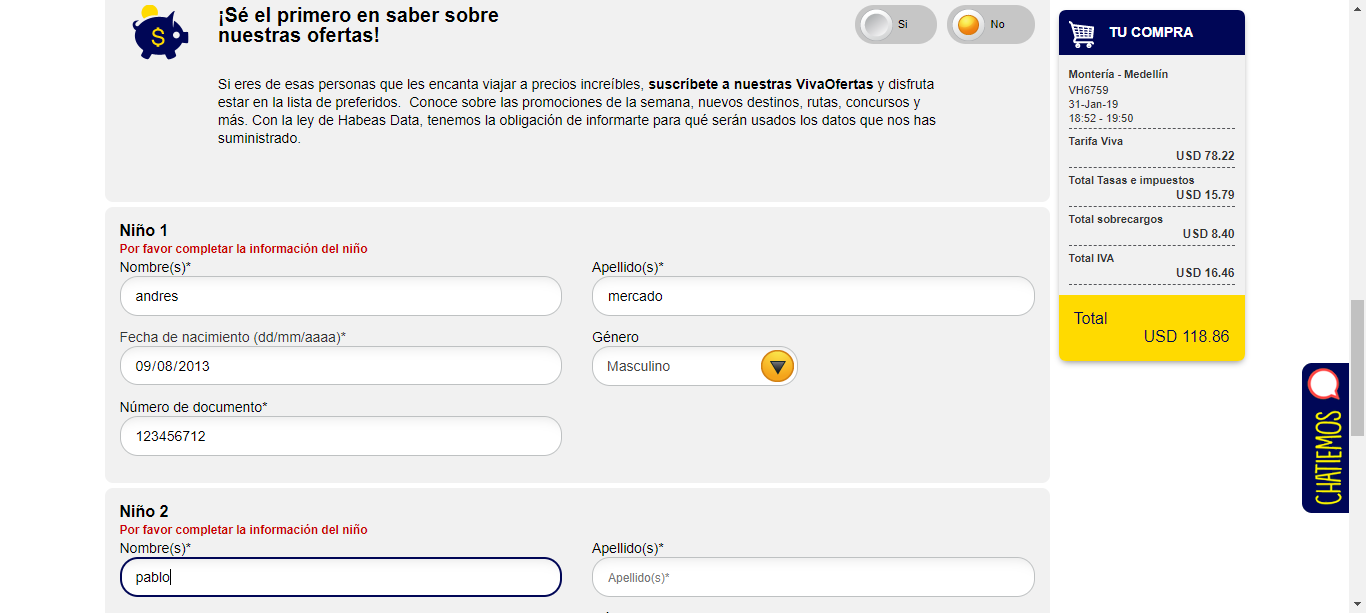 ¡Sé el primero en saber sobre
nuestras ofertas!
Si
No
Si eres de esas personas que les encanta viajar a precios increíbles, suscríbete a nuestras VivaOfertas y disfruta
estar en la lista de preferidos. Conoce sobre las promociones de la semana, nuevos destinos, rutas, concursos y
más. Con la ley de Habeas Data, tenemos la obligación de informarte para qué serán usados los datos que nos has
suministrado.
Niño 1
Por favor completar la información del niño
Nombre(s)*
Apellido(s)*
andres
mercado
Fecha de nacimiento (dd/mm/aaaa)*
Género
09/08/2013
Masculino
Número de documento*
123456712
Niño 2
Por favor completar la información del niño
Nombre(s)*
Apellido(s)*
pablo
Apellido(s)*
TU COMPRA
Montería - Medellín
VH6759
31-Jan-19
18:52 - 19:50
Tarifa Viva
USD 78.22
Total Tasas e impuestos
USD 15.79
Total sobrecargos
USD 8.40
Total IVA
USD 16.46
Total
USD 118.86
CHATIEMOS